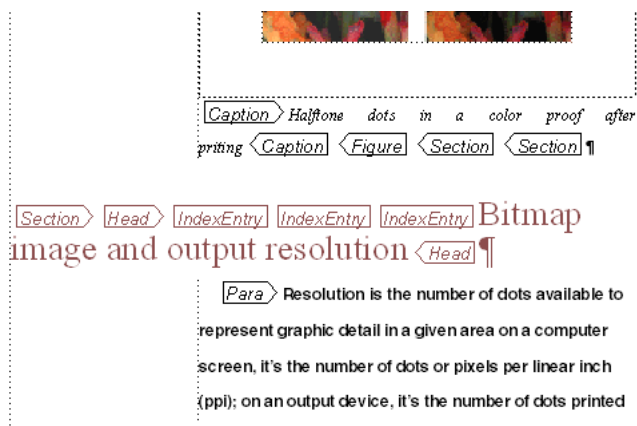 Caption Halftone dots in a color proof after
priting Caption Figure Section Section ¶
Section Head IndexEntry IndexEntry IndexEntry Bitmap
image and output resolution Head ¶
Para Resolution is the number of dots available to
represent graphic detail in a given area on a computer
screen, it's the number of dots or pixels per linear inch
(ppi); on an output device, it's the number of dots printed